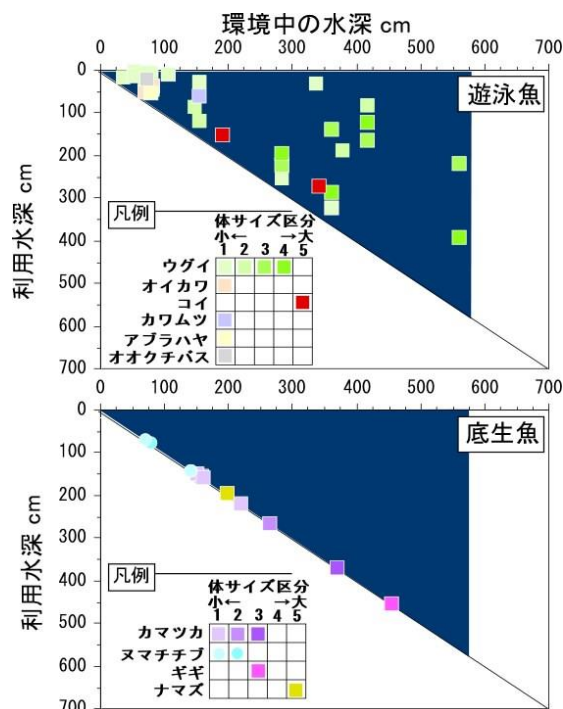 環境中の水深 cm
0 100 200 300 400 500 600 700
0
100
200
300
400
500
600
700
利用水深 cm
遊泳魚
凡例
体サイズ区分
小← →大
1 2 3 4 5
ウグイ
オイカワ
コイ
カワムツ
アブラハヤ
オオクチバス
0 100 200 300 400 500 600 700
0
100
200
300
400
500
600
700
利用水深 cm
底生魚
凡例
体サイズ区分
小← →大
1 2 3 4 5
カマツカ
ヌマチチブ
ギギ
ナマズ